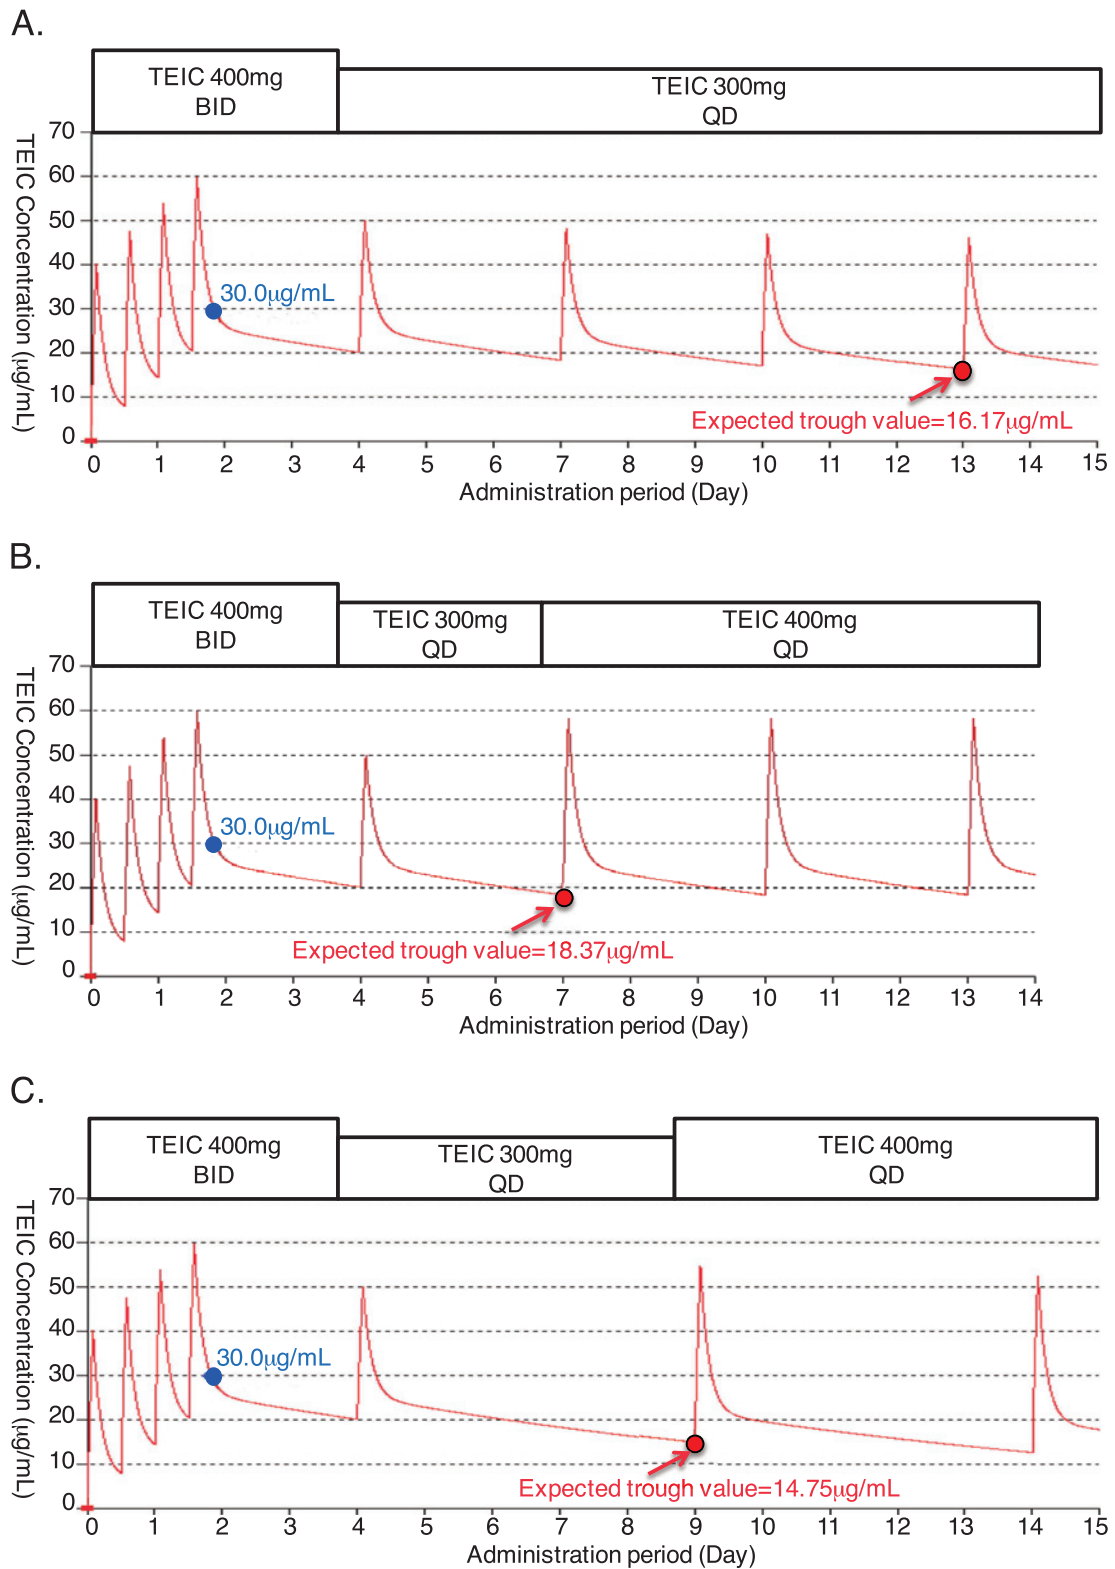 A.
TEIC 400mg
BID
TEIC 300mg
QD
TEIC Concentration (μg/mL)
70
60
50
40
30
20
10
0
30.0μg/mL
Expected trough value=16.17μg/mL
0 1 2 3 4 5 6 7 8 9 10 11 12 13 14 15
Administration period (Day)
B.
TEIC 400mg
BID
TEIC 300mg
QD
TEIC 400mg
QD
TEIC Concentration (μg/mL)
70
60
50
40
30
20
10
0
30.0μg/mL
Expected trough value=18.37μg/mL
0 1 2 3 4 5 6 7 8 9 10 11 12 13 14
Administration period (Day)
C.
TEIC 400mg
BID
TEIC 300mg
QD
TEIC 400mg
QD
TEIC Concentration (μg/mL)
70
60
50
40
30
20
10
0
30.0μg/mL
Expected trough value=14.75μg/mL
0 1 2 3 4 5 6 7 8 9 10 11 12 13 14 15
Administration period (Day)